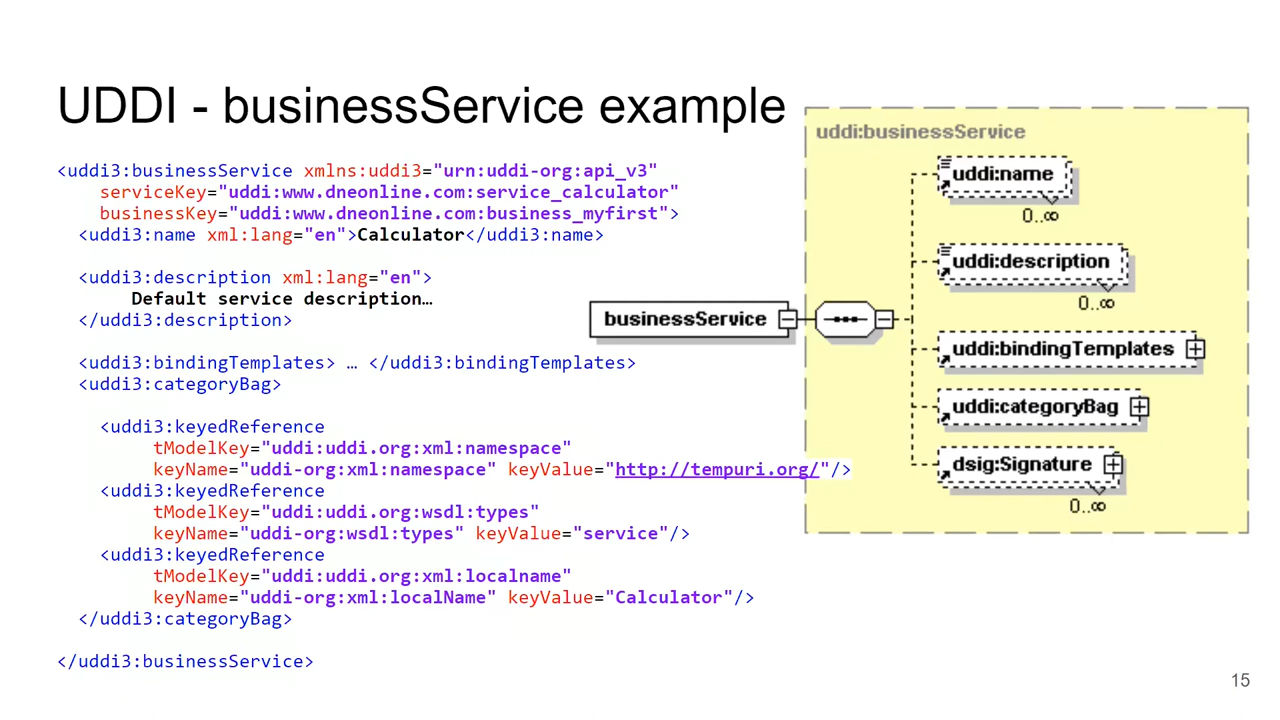 UDDI - businessService example
<uddi3:businessService xmlns:uddi3="urn:uddi-org:api_v3"
serviceKey="uddi:www.dneonline.com:service_calculator"
businessKey="uddi:www.dneonline.com:business_myfirst">
<uddi3:name xml:lang="en">Calculator</uddi3:name>
<uddi3:description xml:lang="en">
Default service description…
</uddi3:description>
<uddi3:bindingTemplates> … </uddi3:bindingTemplates>
<uddi3:categoryBag>
<uddi3:keyedReference
tModelKey="uddi:uddi.org:xml:namespace"
keyName="uddi-org:xml:namespace" keyValue="http://tempuri.org/"/>
<uddi3:keyedReference
tModelKey="uddi:uddi.org:wsdl:types"
keyName="uddi-org:wsdl:types" keyValue="service"/>
<uddi3:keyedReference
tModelKey="uddi:uddi.org:xml:localname"
keyName="uddi-org:xml:localName" keyValue="Calculator"/>
</uddi3:categoryBag>
</uddi3:businessService>
uddi:businessService
businessService
uddi:name
0..∞
uddi:description
0..∞
uddi:bindingTemplates
uddi:categoryBag
dsig:Signature
0..∞
15